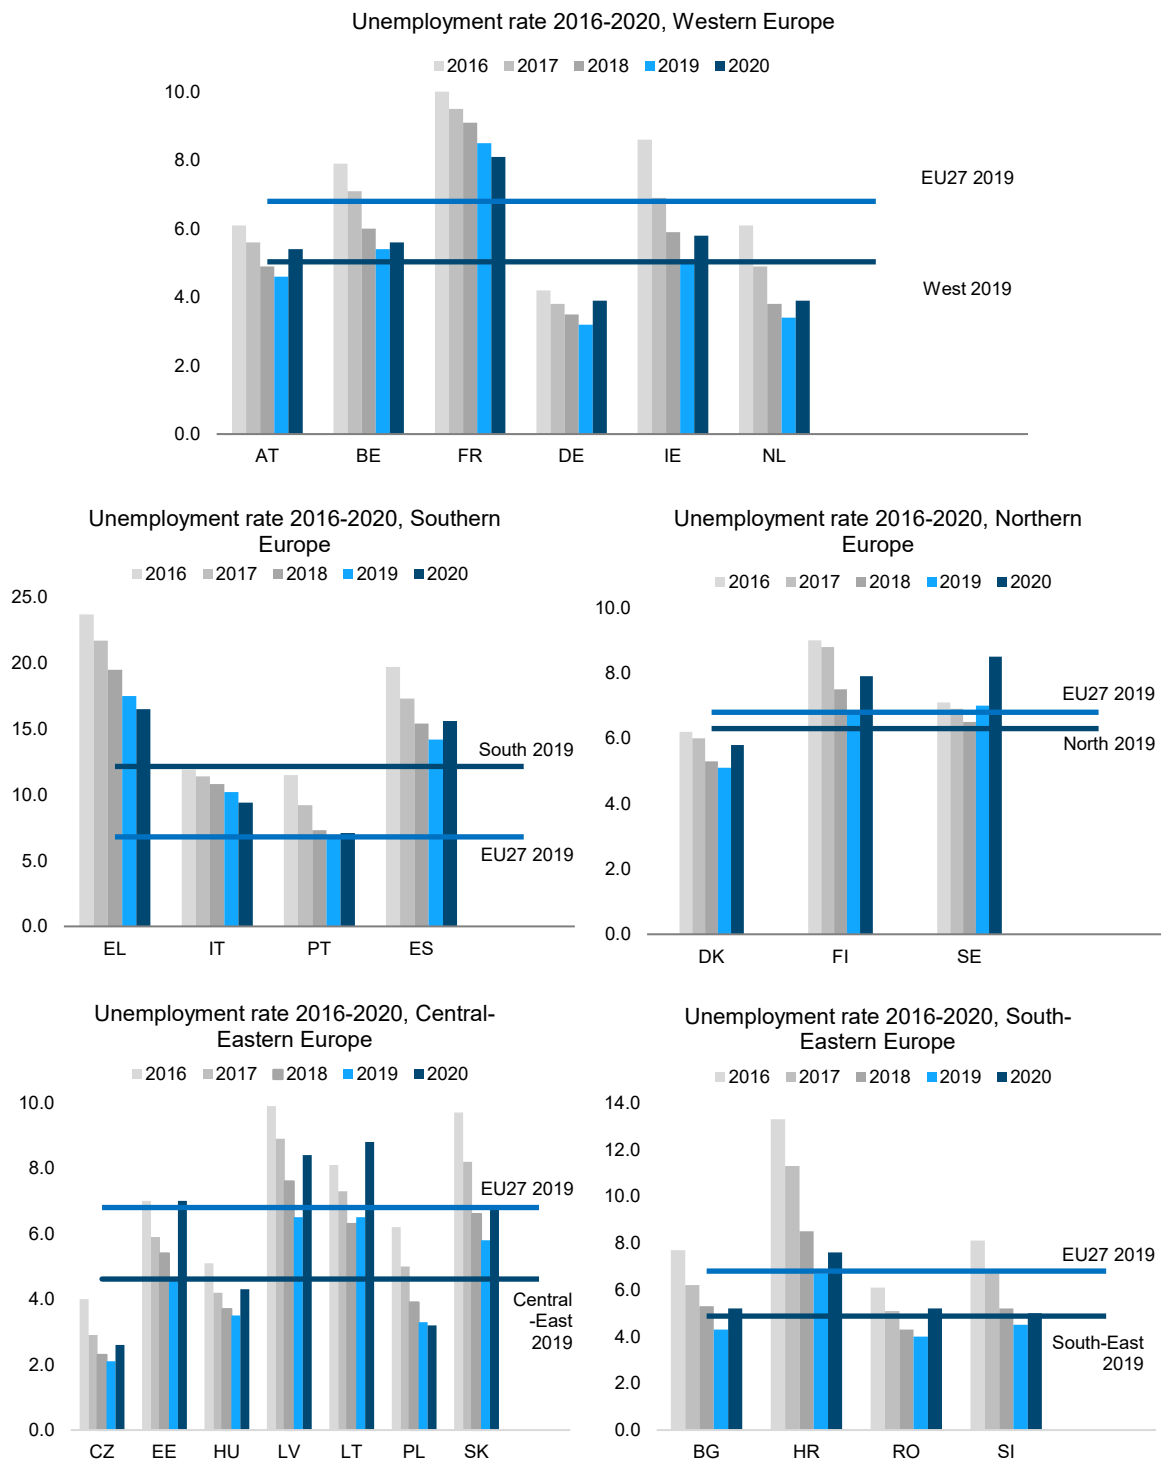 Unemployment rate 2016-2020, Western Europe
2016 2017 2018 2019 2020
10.0
8.0
6.0
4.0
2.0
0.0
EU27 2019
West 2019
AT BE FR DE IE NL
Unemployment rate 2016-2020, Southern
Europe
2016 2017 2018 2019 2020
25.0
20.0
15.0
10.0
5.0
0.0
South 2019
EU27 2019
EL IT PT ES
Unemployment rate 2016-2020, Northern
Europe
2016 2017 2018 2019 2020
10.0
8.0
6.0
4.0
2.0
0.0
EU27 2019
North 2019
DK FI SE
Unemployment rate 2016-2020, Central-
Eastern Europe
2016 2017 2018 2019 2020
10.0
8.0
6.0
4.0
2.0
0.0
EU27 2019
Central
-East
2019
CZ EE HU LV LT PL SK
Unemployment rate 2016-2020, South-
Eastern Europe
2016 2017 2018 2019 2020
14.0
12.0
10.0
8.0
6.0
4.0
2.0
0.0
EU27 2019
South-East
2019
BG HR RO SI